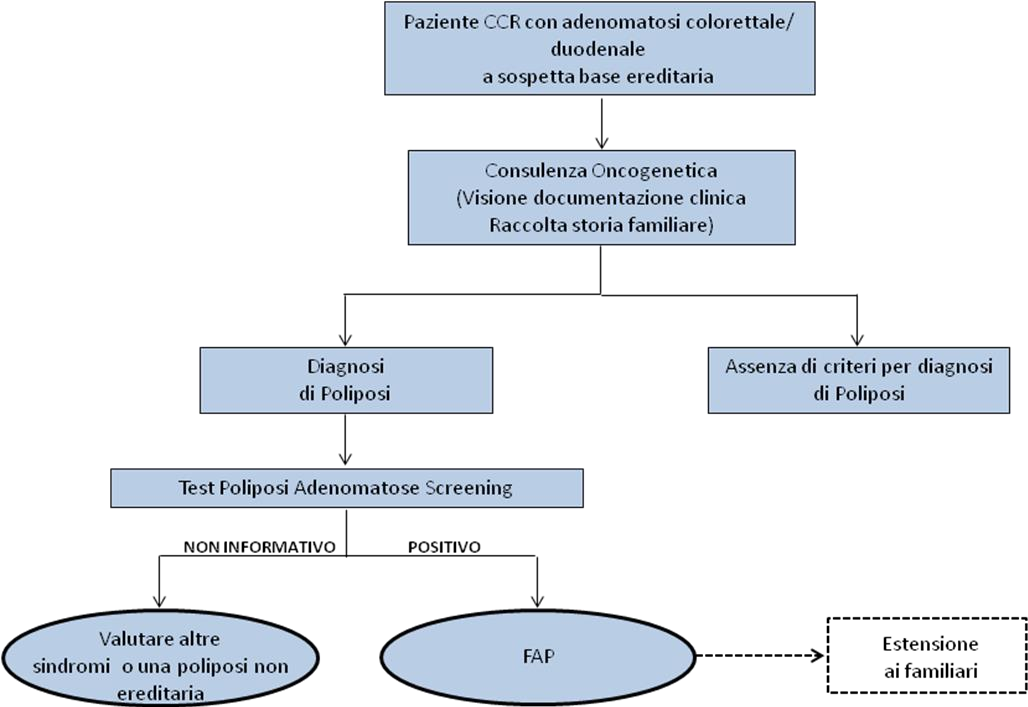 Paziente CCR con adenomatosi colorettale/
duodenale
a sospetta base ereditaria
Consulenza Oncogenetica
(Visione documentazione clinica
Raccolta storia familiare)
Diagnosi
di Poliposi
Assenza di criteri per diagnosi
di Poliposi
Test Poliposi Adenomatose Screening
NON INFORMATIVO
POSITIVO
Valutare altre
sindromi o una poliposi non
ereditaria
FAP
Estensione
ai familiari